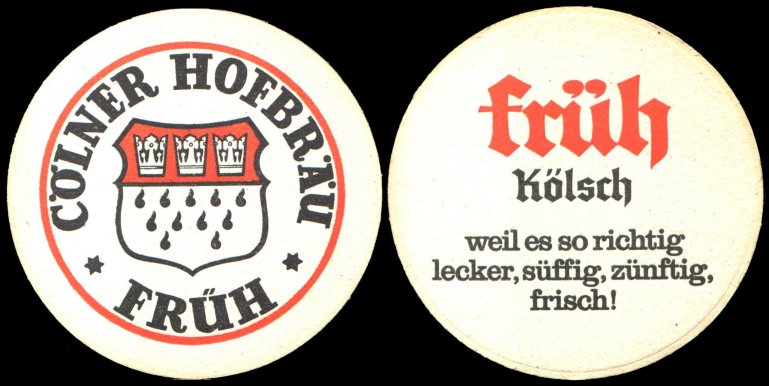 CÖLNER HOFBRÄU
FRÜH
früh
Kölsch
weil es so richtig
lecker, süffig, zünftig,
frisch!